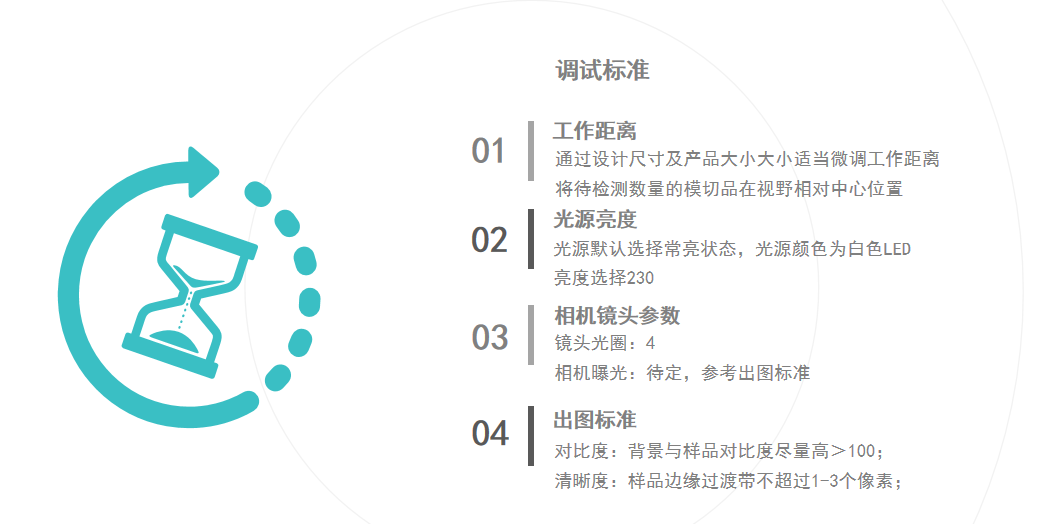 调试标准
01
工作距离
通过设计尺寸及产品大小大小适当微调工作距离
将待检测数量的模切品在视野相对中心位置
02
光源亮度
光源默认选择常亮状态，光源颜色为白色LED
亮度选择230
03
相机镜头参数
镜头光圈：4
相机曝光：待定，参考出图标准
04
出图标准
对比度：背景与样品对比度尽量高＞100；
清晰度：样品边缘过渡带不超过1-3个像素；